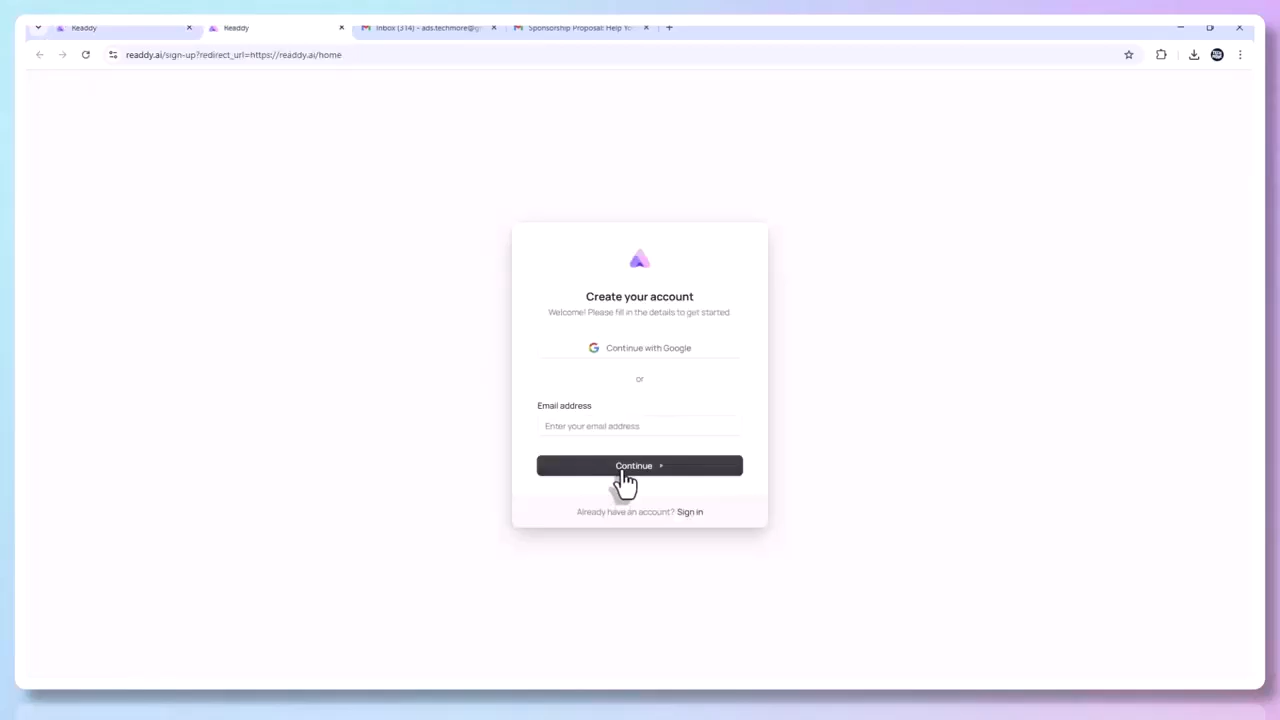 Readdy
Readdy
Inbox (314) - ads.techmore@g
Sponsorship Proposal: Help Yo
readdy.ai/sign-up?redirect_url=https://readdy.ai/home
Create your account
Welcome! Please fill in the details to get started.
Continue with Google
or
Email address
Enter your email address
Continue
Already have an account? Sign in